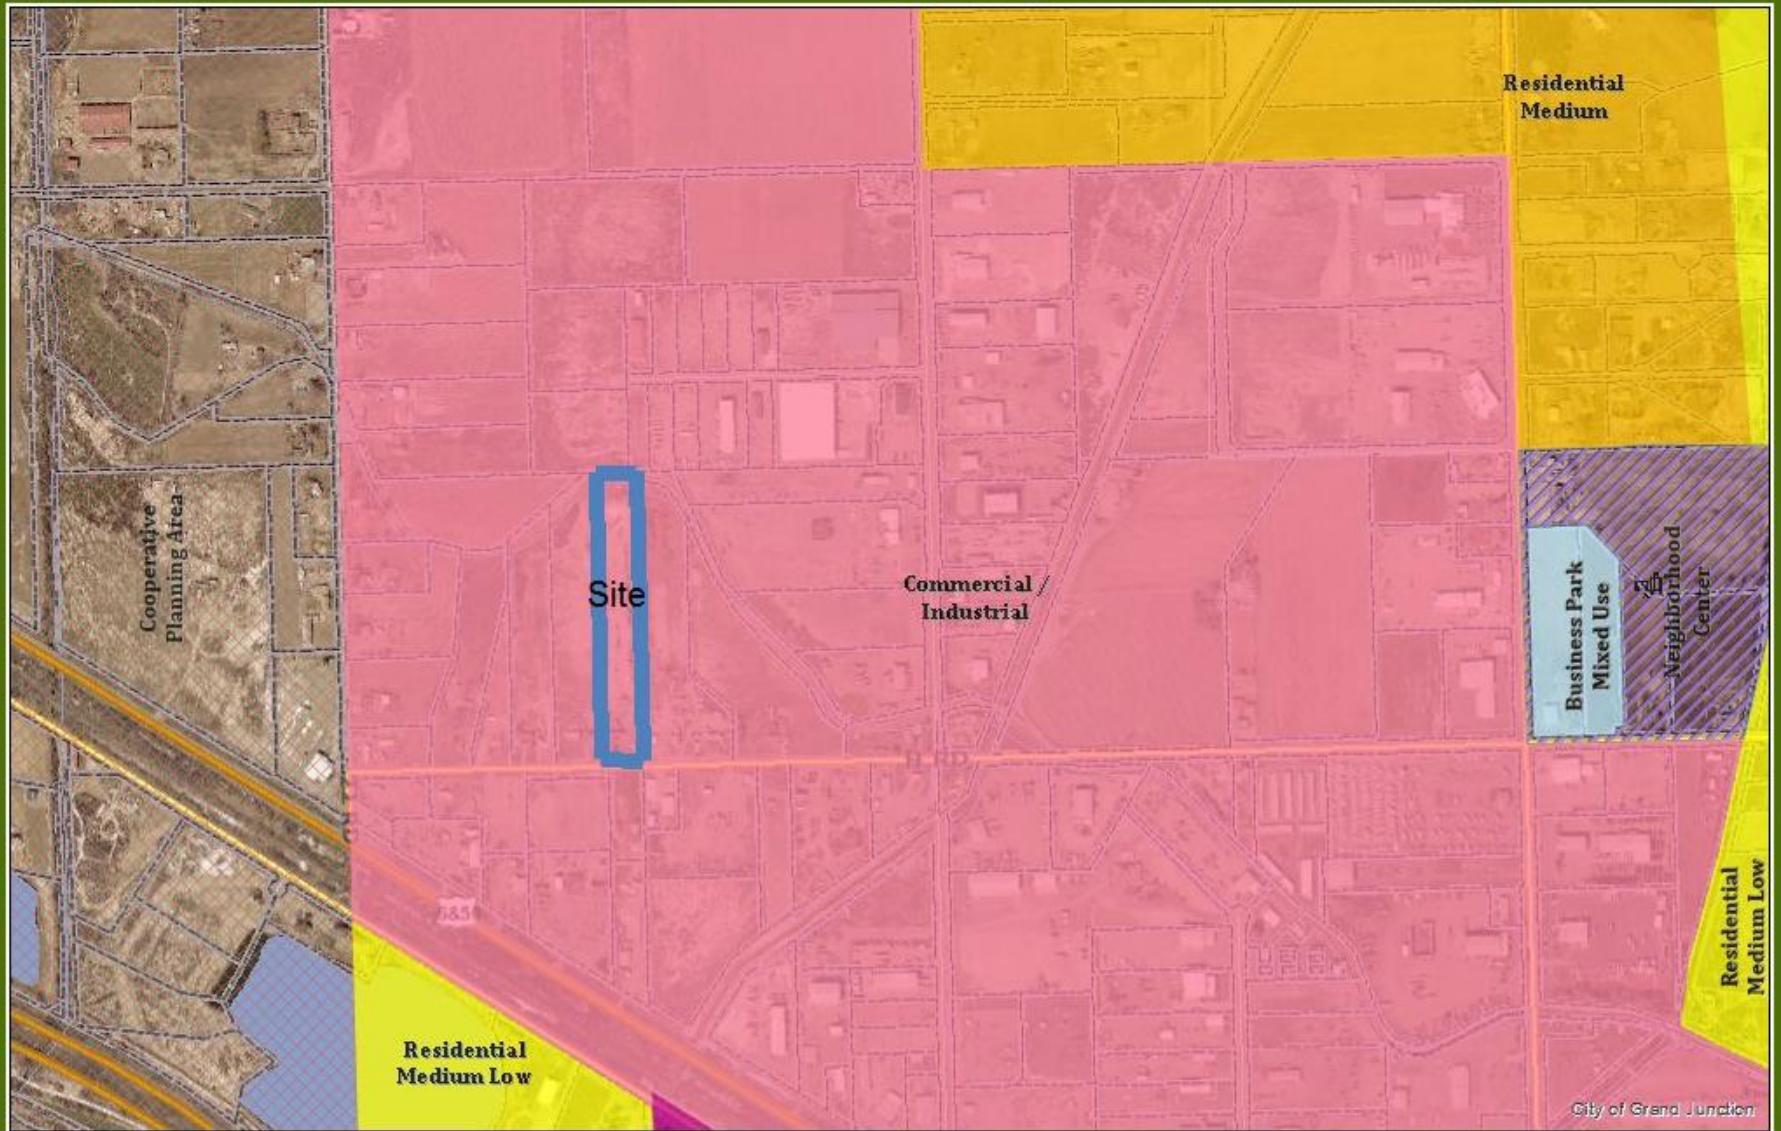 Residential
Medium
Cooperative
Planning Area
Site
Commercial /
Industrial
Business Park
Mixed Use
Neighborhood
Center
H RD
Residential
Medium Low
Residential
Medium Low
City of Grand Junction